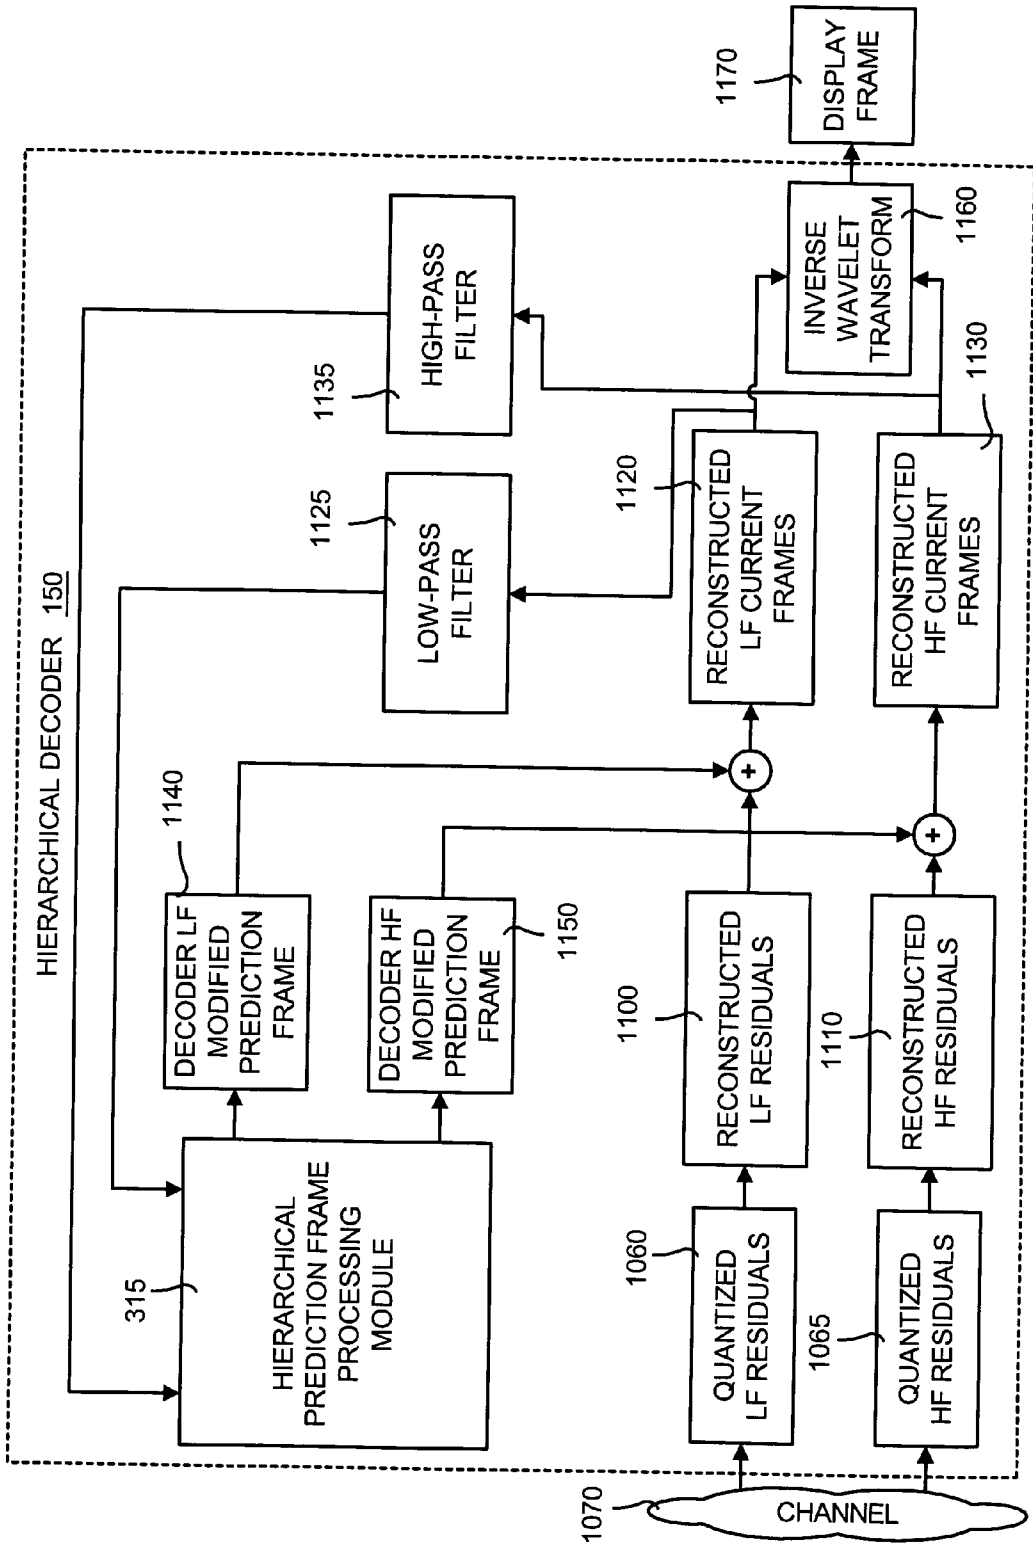 HIERARCHICAL DECODER 150
315
HIERARCHICAL
PREDICTION FRAME
PROCESSING
MODULE
1140
DECODER LF
MODIFIED
PREDICTION
FRAME
DECODER HF
MODIFIED
PREDICTION
FRAME
1150
1125
LOW-PASS
FILTER
1135
HIGH-PASS
FILTER
1070
CHANNEL
1060
QUANTIZED
LF RESIDUALS
1065
QUANTIZED
HF RESIDUALS
1100
RECONSTRUCTED
LF RESIDUALS
1110
RECONSTRUCTED
HF RESIDUALS
+
+
1120
RECONSTRUCTED
LF CURRENT
FRAMES
RECONSTRUCTED
HF CURRENT
FRAMES
1130
INVERSE
WAVELET
TRANSFORM
1160
1170
DISPLAY
FRAME